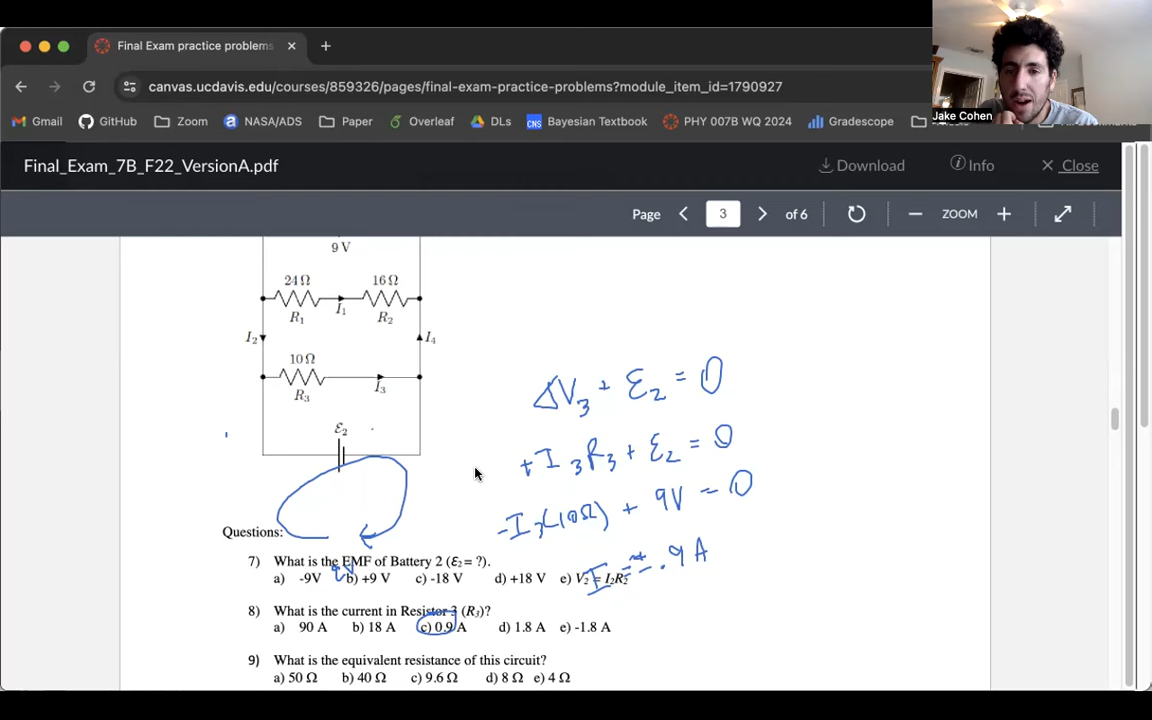 Final Exam practice problems
canvas.ucdavis.edu/courses/859326/pages/final-exam-practice-problems?module_item_id=1790927
Jake Cohen
Gmail GitHub Zoom NASA/ADS Paper Overleaf DLs Bayesian Textbook PHY 007B WQ 2024 Gradescope
Final_Exam_7B_F22_VersionA.pdf Download Info Close
Page 3 of 6 ZOOM
9 V
24Ω 16Ω
R₁ I₁ R₂
I₂ I₄
10Ω
R₃ I₃
ℰ₂
ΔV₃ + ℰ₂ = 0
+I₃R₃ + ℰ₂ = 0
-I₃(10Ω) + 9V = 0
.9 A
Questions:
7) What is the EMF of Battery 2 (ℰ₂ = ?).
a) -9V b) +9 V c) -18 V d) +18 V e) V₂ = I₂R₂
8) What is the current in Resistor 3 (R₃)?
a) 90 A b) 18 A c) 0.9 A d) 1.8 A e) -1.8 A
9) What is the equivalent resistance of this circuit?
a) 50 Ω b) 40 Ω c) 9.6 Ω d) 8 Ω e) 4 Ω